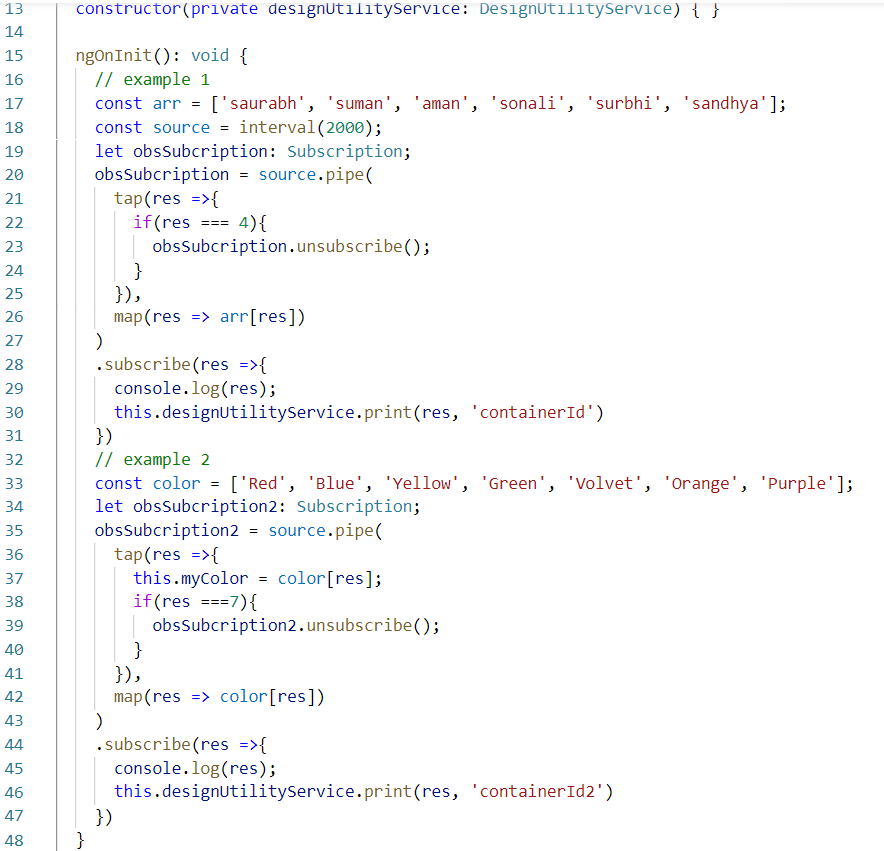 13 constructor(private designUtilityService: DesignUtilityService) { }
14
15 ngOnInit(): void {
16 // example 1
17 const arr = ['saurabh', 'suman', 'aman', 'sonali', 'surbhi', 'sandhya'];
18 const source = interval(2000);
19 let obsSubcription: Subscription;
20 obsSubcription = source.pipe(
21 tap(res =>{
22 if(res === 4){
23 obsSubcription.unsubscribe();
24 }
25 }),
26 map(res => arr[res])
27 )
28 .subscribe(res =>{
29 console.log(res);
30 this.designUtilityService.print(res, 'containerId')
31 })
32 // example 2
33 const color = ['Red', 'Blue', 'Yellow', 'Green', 'Volvet', 'Orange', 'Purple'];
34 let obsSubcription2: Subscription;
35 obsSubcription2 = source.pipe(
36 tap(res =>{
37 this.myColor = color[res];
38 if(res ===7){
39 obsSubcription2.unsubscribe();
40 }
41 }),
42 map(res => color[res])
43 )
44 .subscribe(res =>{
45 console.log(res);
46 this.designUtilityService.print(res, 'containerId2')
47 })
48 }